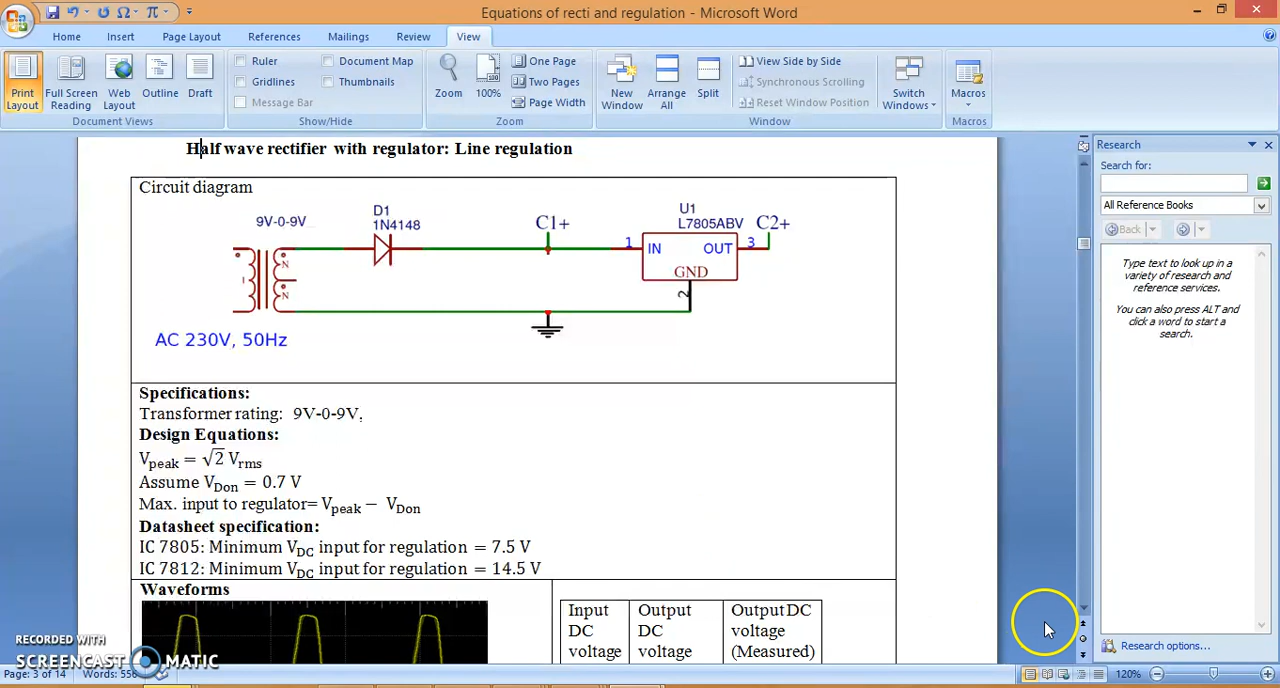 Equations of recti and regulation - Microsoft Word
Home Insert Page Layout References Mailings Review View
Print Layout
Full Screen Reading
Web Layout
Outline
Draft
Document Views
Ruler
Gridlines
Message Bar
Document Map
Thumbnails
Show/Hide
Zoom
100%
One Page
Two Pages
Page Width
Zoom
New Window
Arrange All
Split
View Side by Side
Synchronous Scrolling
Reset Window Position
Window
Switch Windows
Macros
Macros
Half wave rectifier with regulator: Line regulation
Circuit diagram
9V-0-9V
D1
1N4148
C1+
U1
L7805ABV
C2+
1
IN
OUT
3
GND
2
N
N
AC 230V, 50Hz
Specifications:
Transformer rating: 9V-0-9V,
Design Equations:
Vpeak = √2 Vrms
Assume VDon = 0.7 V
Max. input to regulator= Vpeak − VDon
Datasheet specification:
IC 7805: Minimum VDC input for regulation = 7.5 V
IC 7812: Minimum VDC input for regulation = 14.5 V
Waveforms
Input DC voltage
Output DC voltage
Output DC voltage (Measured)
Research
Search for:
All Reference Books
Back
Type text to look up in a
variety of research and
reference services.
You can also press ALT and
click a word to start a
search.
Research options...
RECORDED WITH
SCREENCAST MATIC
Page: 3 of 14 Words: 556
120%